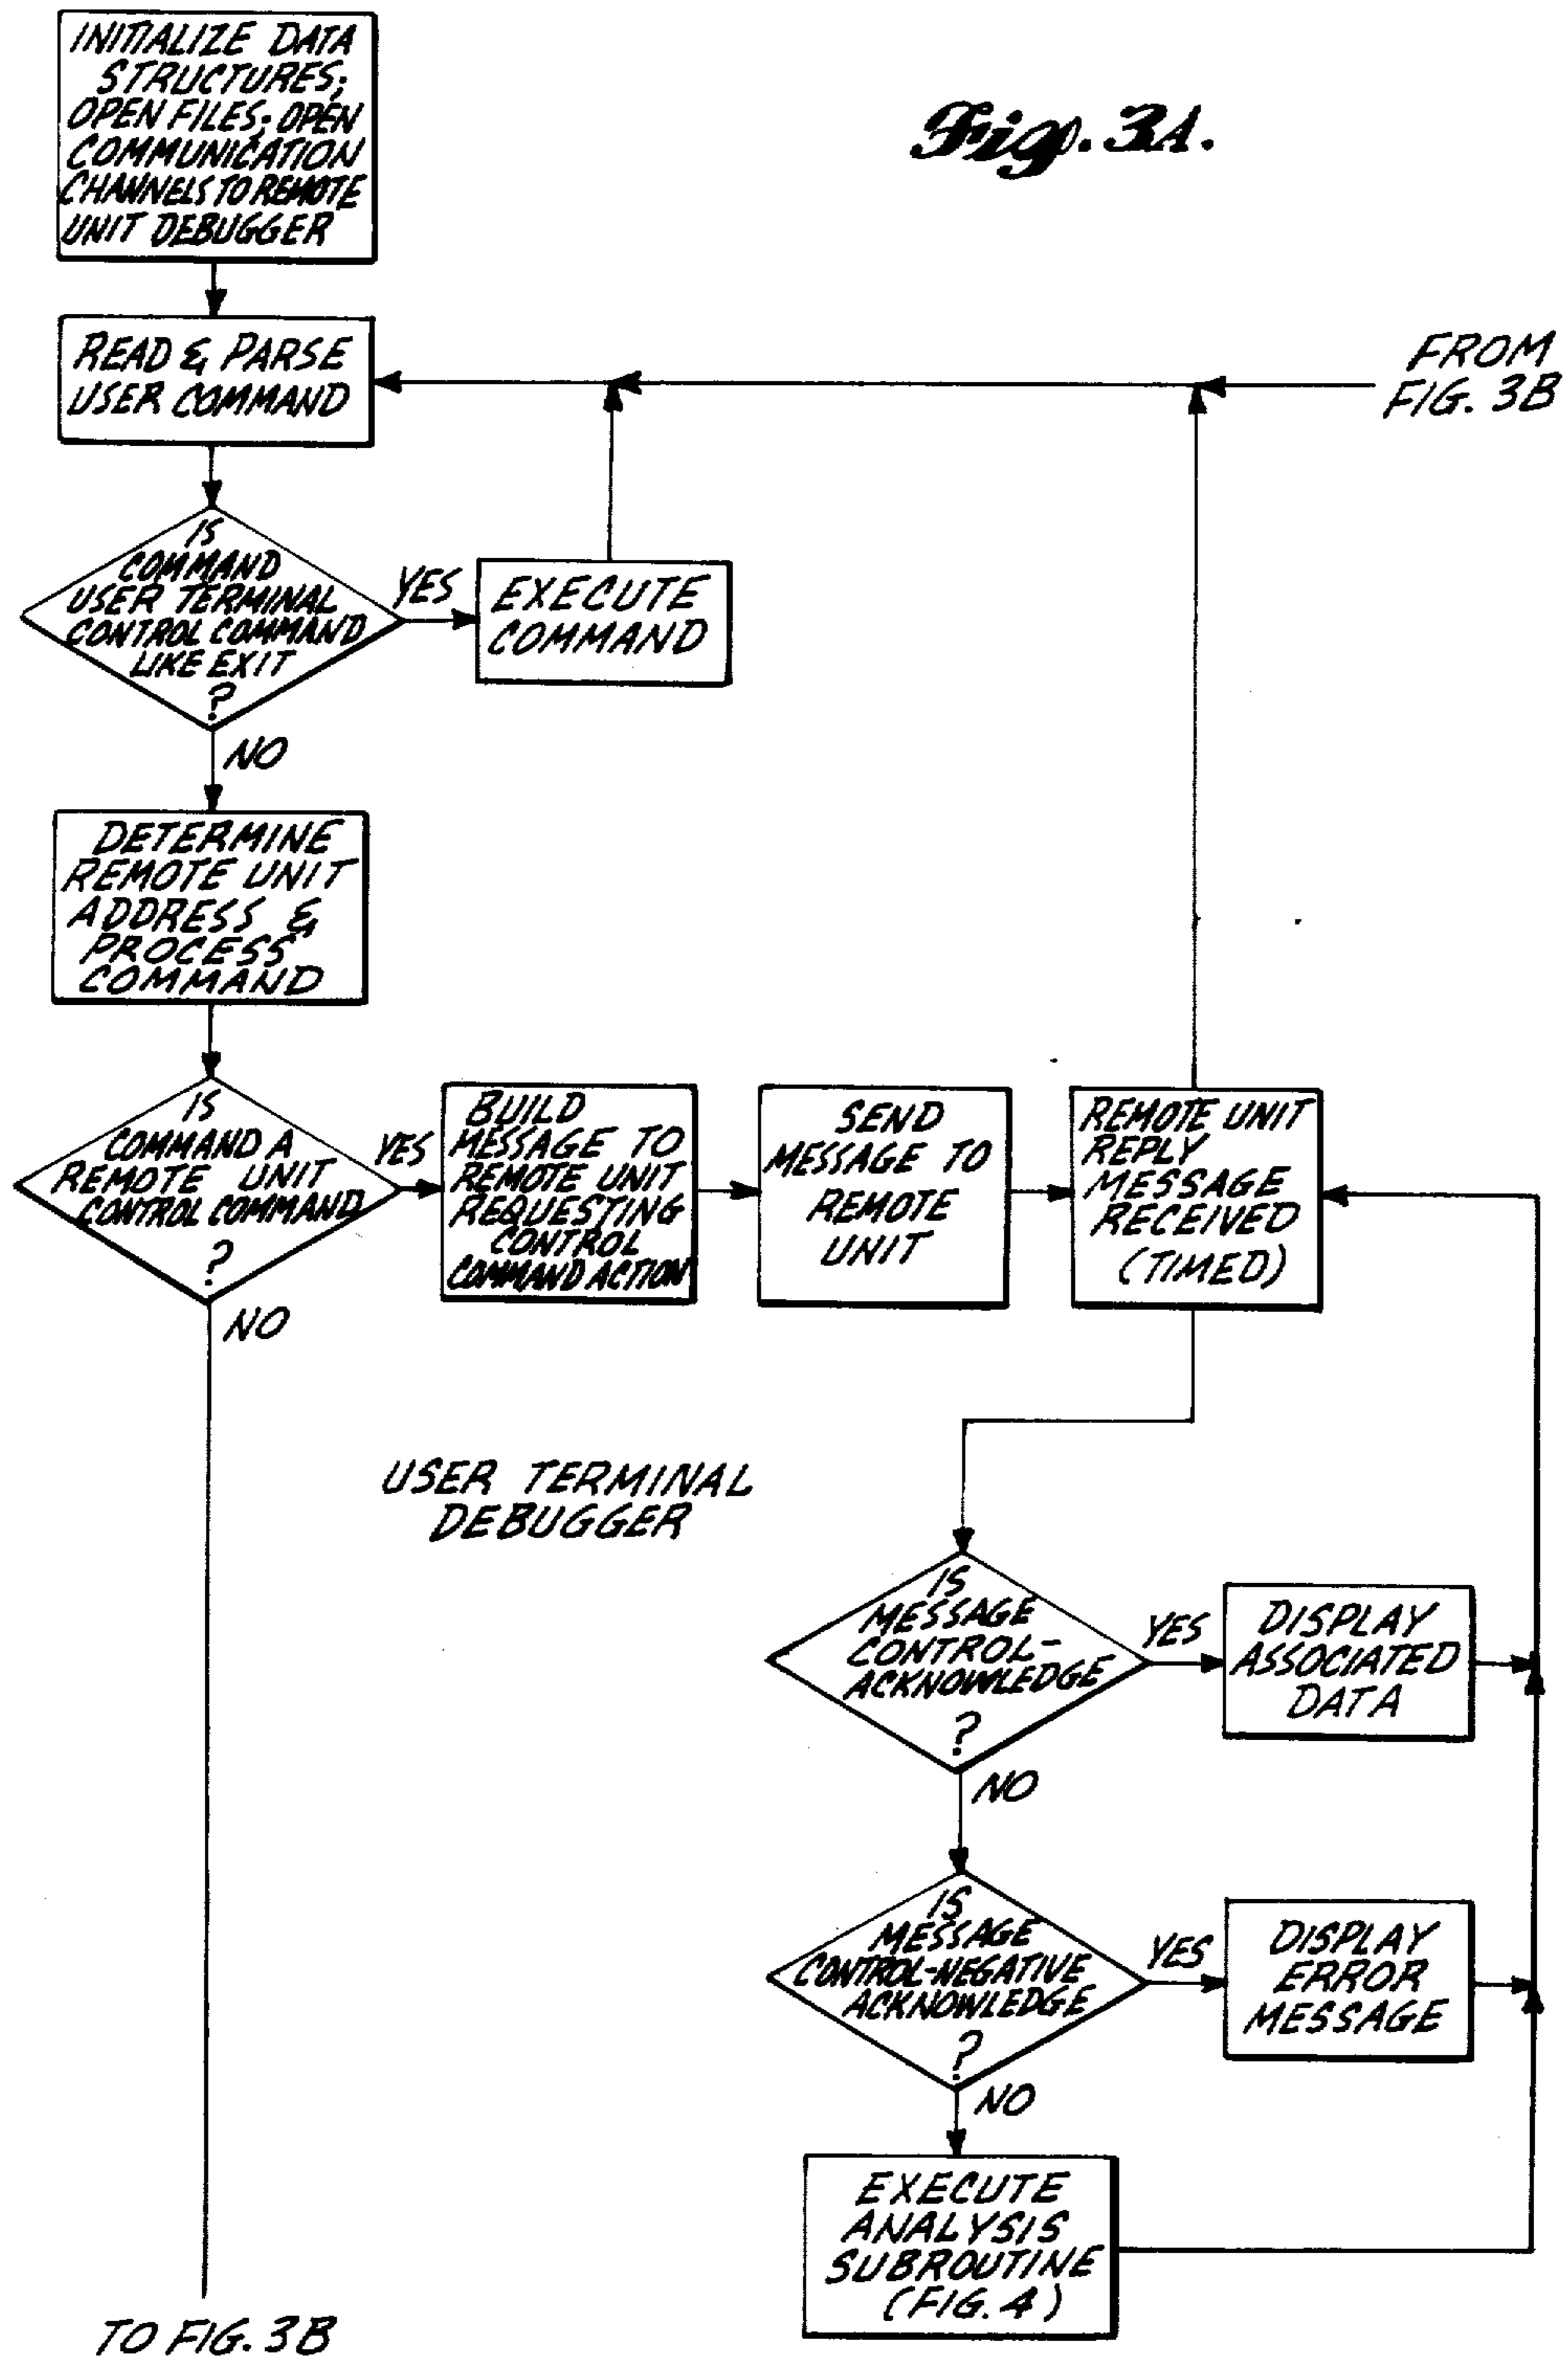 INITIALIZE DATA
STRUCTURES;
OPEN FILES; OPEN
COMMUNICATION
CHANNELS TO REMOTE
UNIT DEBUGGER
Fig. 3A.
READ & PARSE
USER COMMAND
FROM
FIG. 3B
IS
COMMAND
USER TERMINAL
CONTROL COMMAND
LIKE EXIT
?
YES
EXECUTE
COMMAND
NO
DETERMINE
REMOTE UNIT
ADDRESS &
PROCESS
COMMAND
IS
COMMAND A
REMOTE UNIT
CONTROL COMMAND
?
YES
BUILD
MESSAGE TO
REMOTE UNIT
REQUESTING
CONTROL
COMMAND ACTION
SEND
MESSAGE TO
REMOTE
UNIT
REMOTE UNIT
REPLY
MESSAGE
RECEIVED
(TIMED)
NO
USER TERMINAL
DEBUGGER
IS
MESSAGE
CONTROL-
ACKNOWLEDGE
?
YES
DISPLAY
ASSOCIATED
DATA
NO
IS
MESSAGE
CONTROL-NEGATIVE
ACKNOWLEDGE
?
YES
DISPLAY
ERROR
MESSAGE
NO
EXECUTE
ANALYSIS
SUBROUTINE
(FIG. 4)
TO FIG. 3B